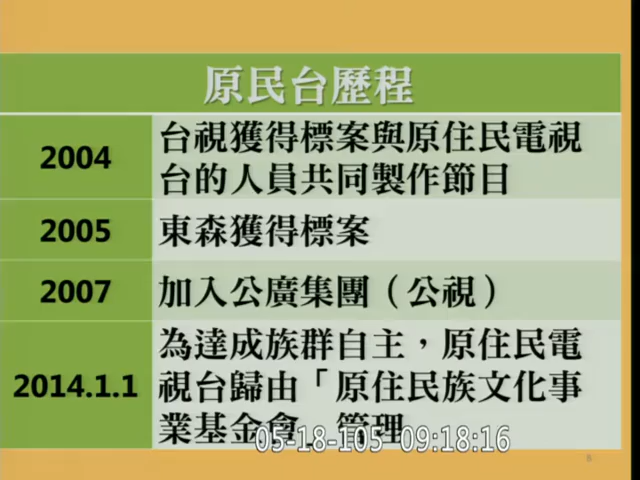 原民台歷程
2004
台視獲得標案與原住民電視
台的人員共同製作節目
2005
東森獲得標案
2007
加入公廣集團（公視）
2014.1.1
為達成族群自主，原住民電
視台歸由「原住民族文化事
業基金會」管理
05-18-105 09:18:16
8